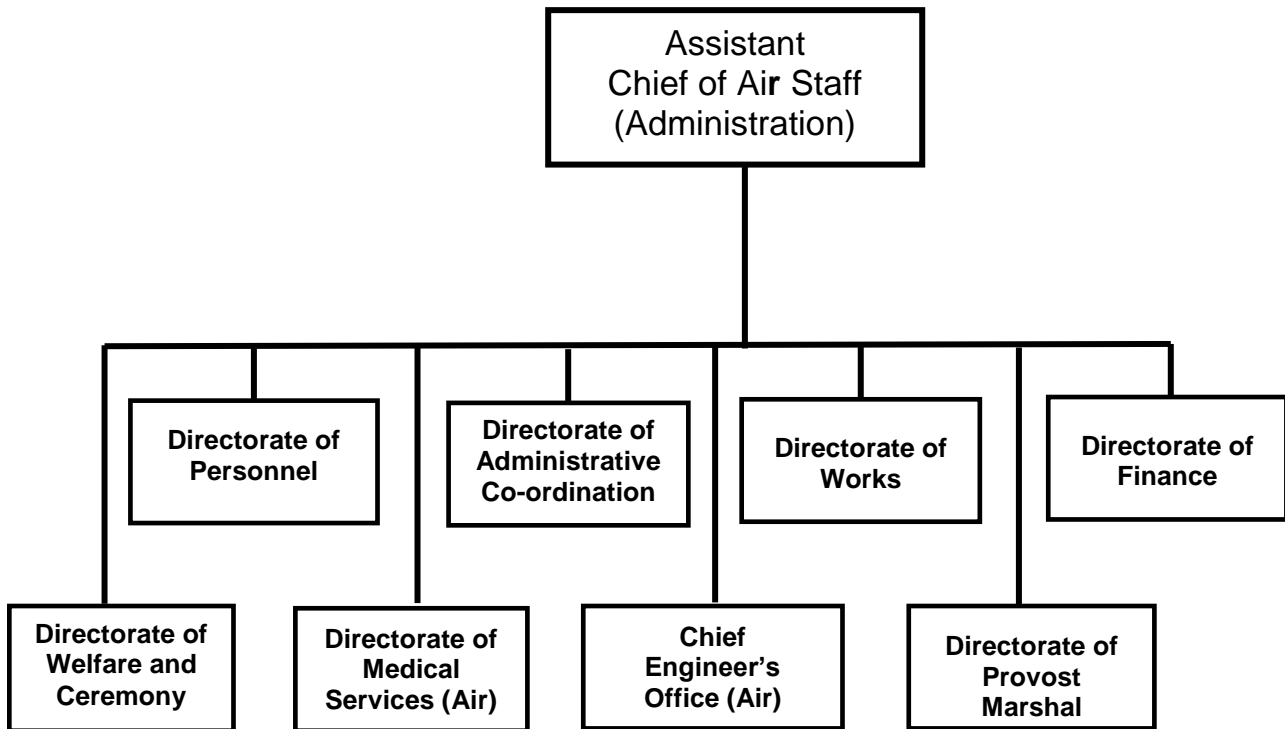 Assistant
Chief of Air Staff
(Administration)
Directorate of
Personnel
Directorate of
Administrative
Co-ordination
Directorate of
Works
Directorate of
Finance
Directorate of
Welfare and
Ceremony
Directorate of
Medical
Services (Air)
Chief
Engineer’s
Office (Air)
Directorate of
Provost
Marshal